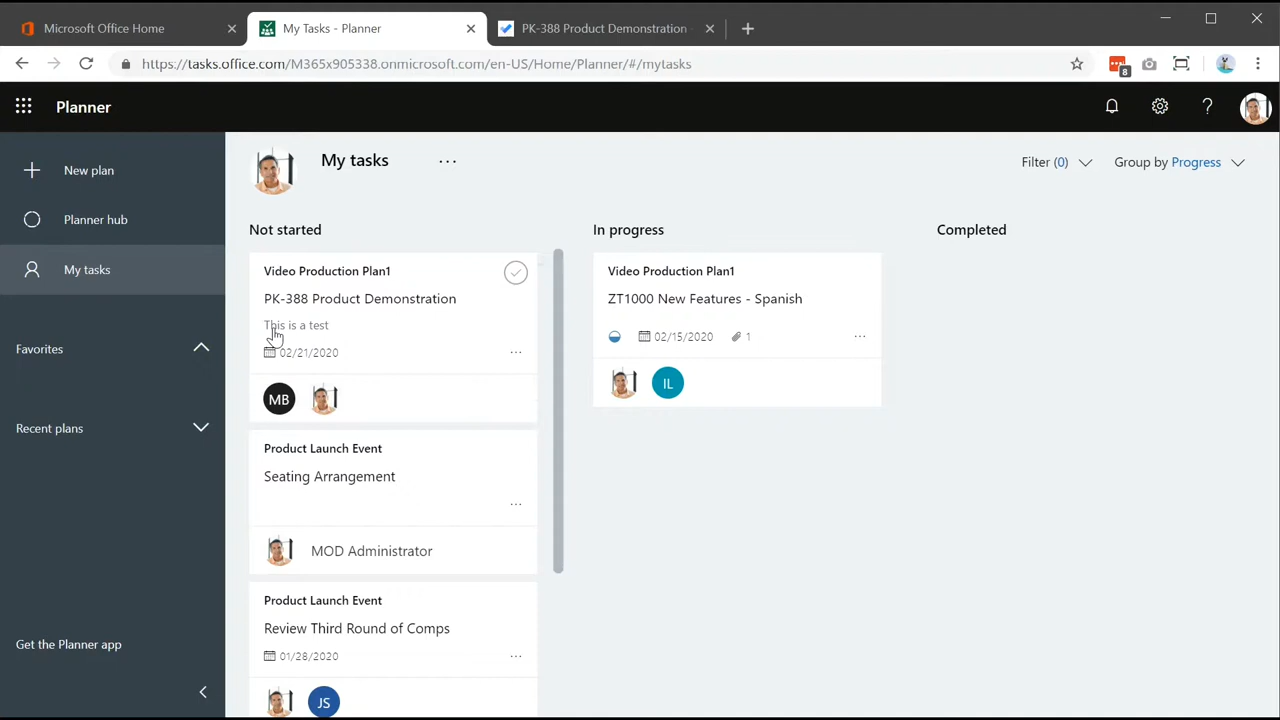 Microsoft Office Home
My Tasks - Planner
PK-388 Product Demonstration
https://tasks.office.com/M365x905338.onmicrosoft.com/en-US/Home/Planner/#/mytasks
8
Planner
?
New plan
Planner hub
My tasks
Favorites
Recent plans
Get the Planner app
My tasks
...
Filter (0)
Group by Progress
Not started
Video Production Plan1
PK-388 Product Demonstration
This is a test
02/21/2020
...
MB
Product Launch Event
Seating Arrangement
...
MOD Administrator
Product Launch Event
Review Third Round of Comps
01/28/2020
...
JS
In progress
Video Production Plan1
ZT1000 New Features - Spanish
02/15/2020
1
...
IL
Completed